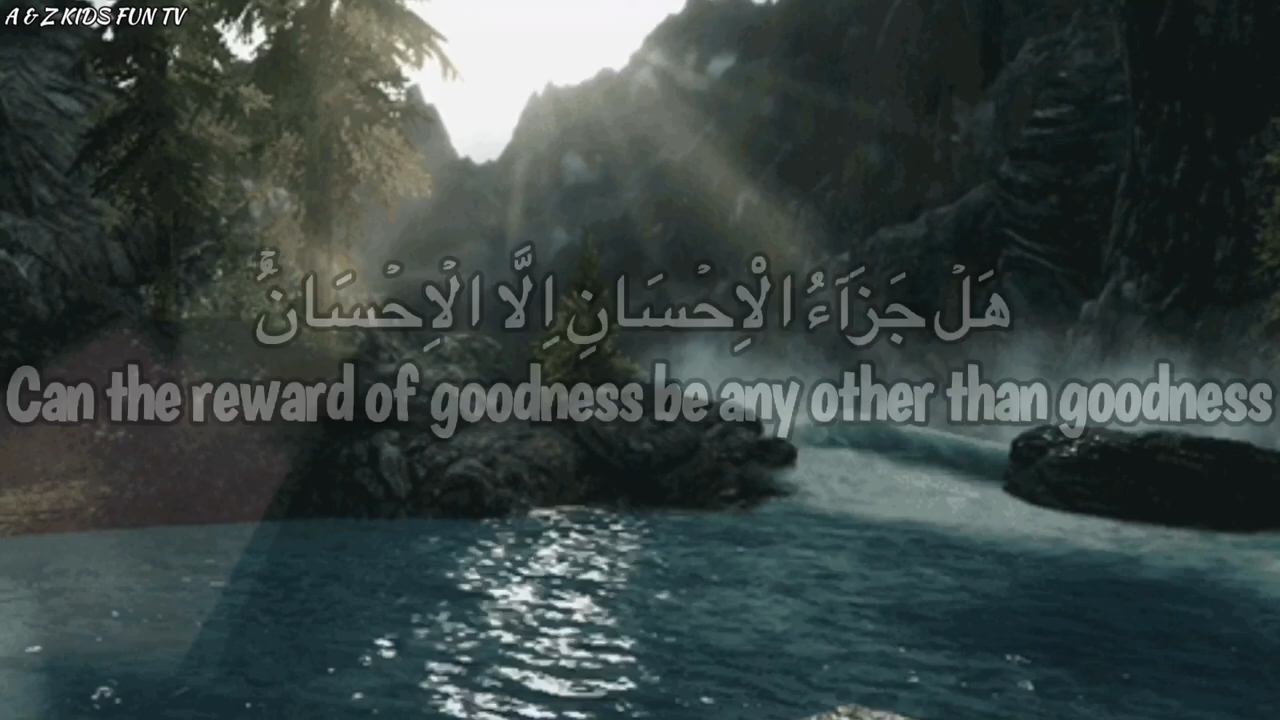 A & Z KIDS FUN TV
هَلۡ جَزَآءُ الۡاِحۡسَانِ اِلَّا الۡاِحۡسَانُ‌ۚ
Can the reward of goodness be any other than goodness